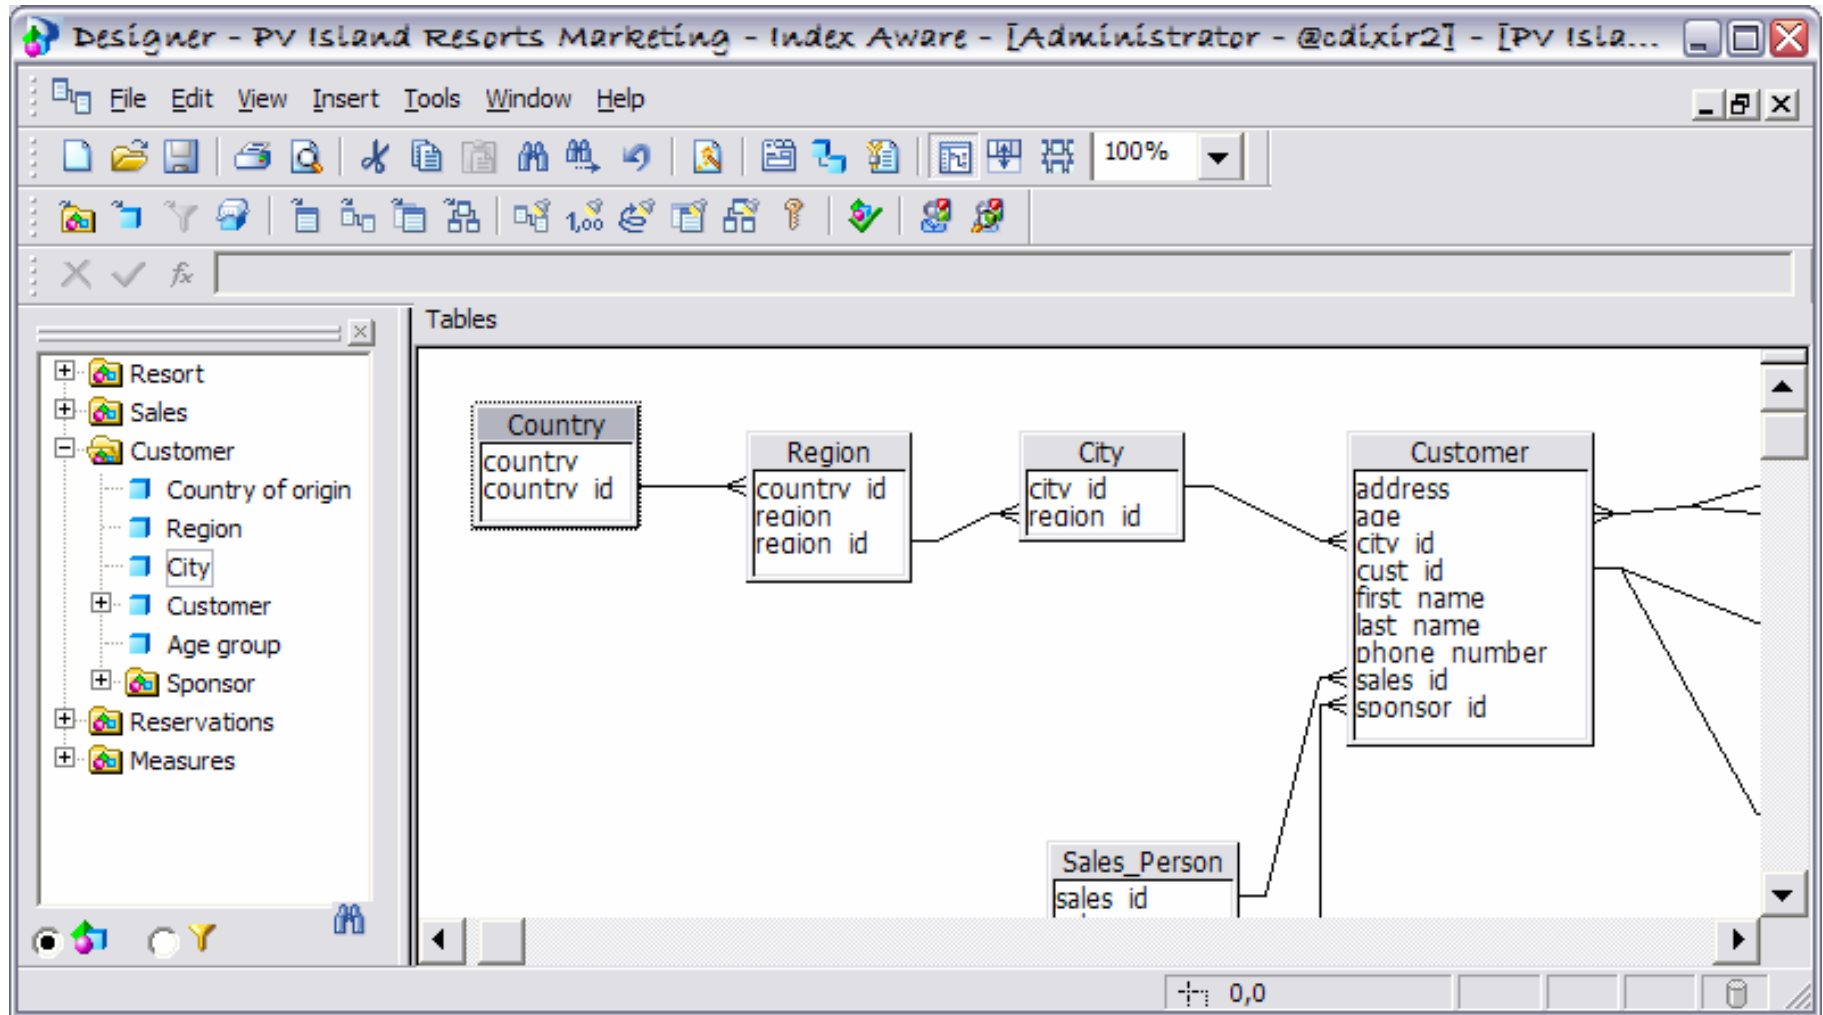 Designer - PV Island Resorts Marketing - Index Aware - [Administrator - @cdixir2] - [PV Isla...
File Edit View Insert Tools Window Help
100%
1,00
fx
Tables
Resort
Sales
Customer
Country of origin
Region
City
Customer
Age group
Sponsor
Reservations
Measures
Country
country
country_id
Region
country_id
region
region_id
City
city_id
region_id
Customer
address
age
city_id
cust_id
first_name
last_name
phone_number
sales_id
sponsor_id
Sales_Person
sales_id
0,0